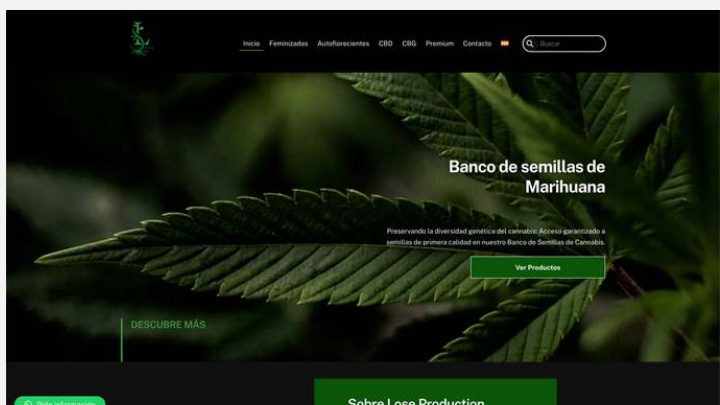 Inicio Feminizadas Autoflorecientes CBD CBG Premium Contacto
Buscar
Banco de semillas de
Marihuana
Preservando la diversidad genética del cannabis: Acceso garantizado a
semillas de primera calidad en nuestro Banco de Semillas de Cannabis.
Ver Productos
DESCUBRE MÁS
Pide información
Sobre Lose Production